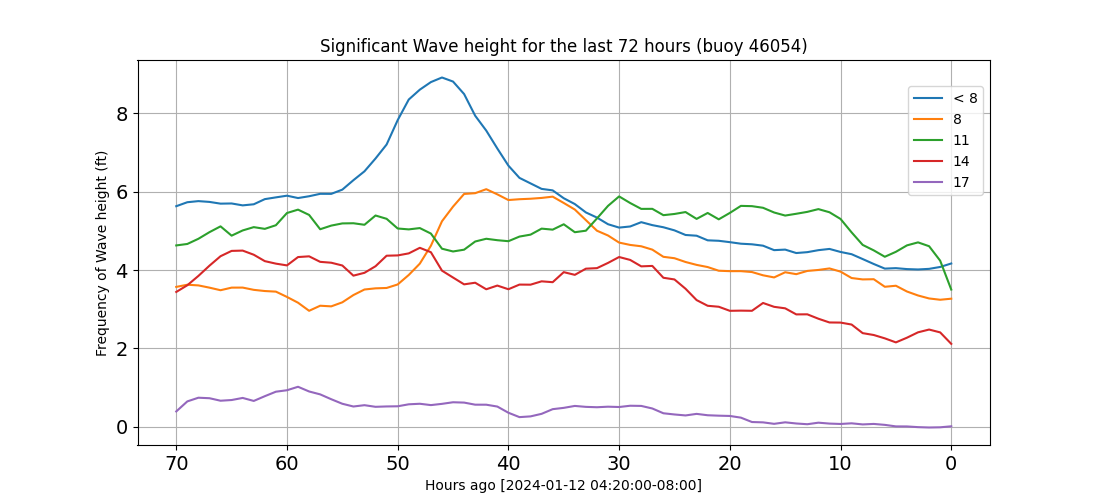 Significant Wave height for the last 72 hours (buoy 46054)
Frequency of Wave height (ft)
8
6
4
2
0
< 8
8
11
14
17
70 60 50 40 30 20 10 0
Hours ago [2024-01-12 04:20:00-08:00]